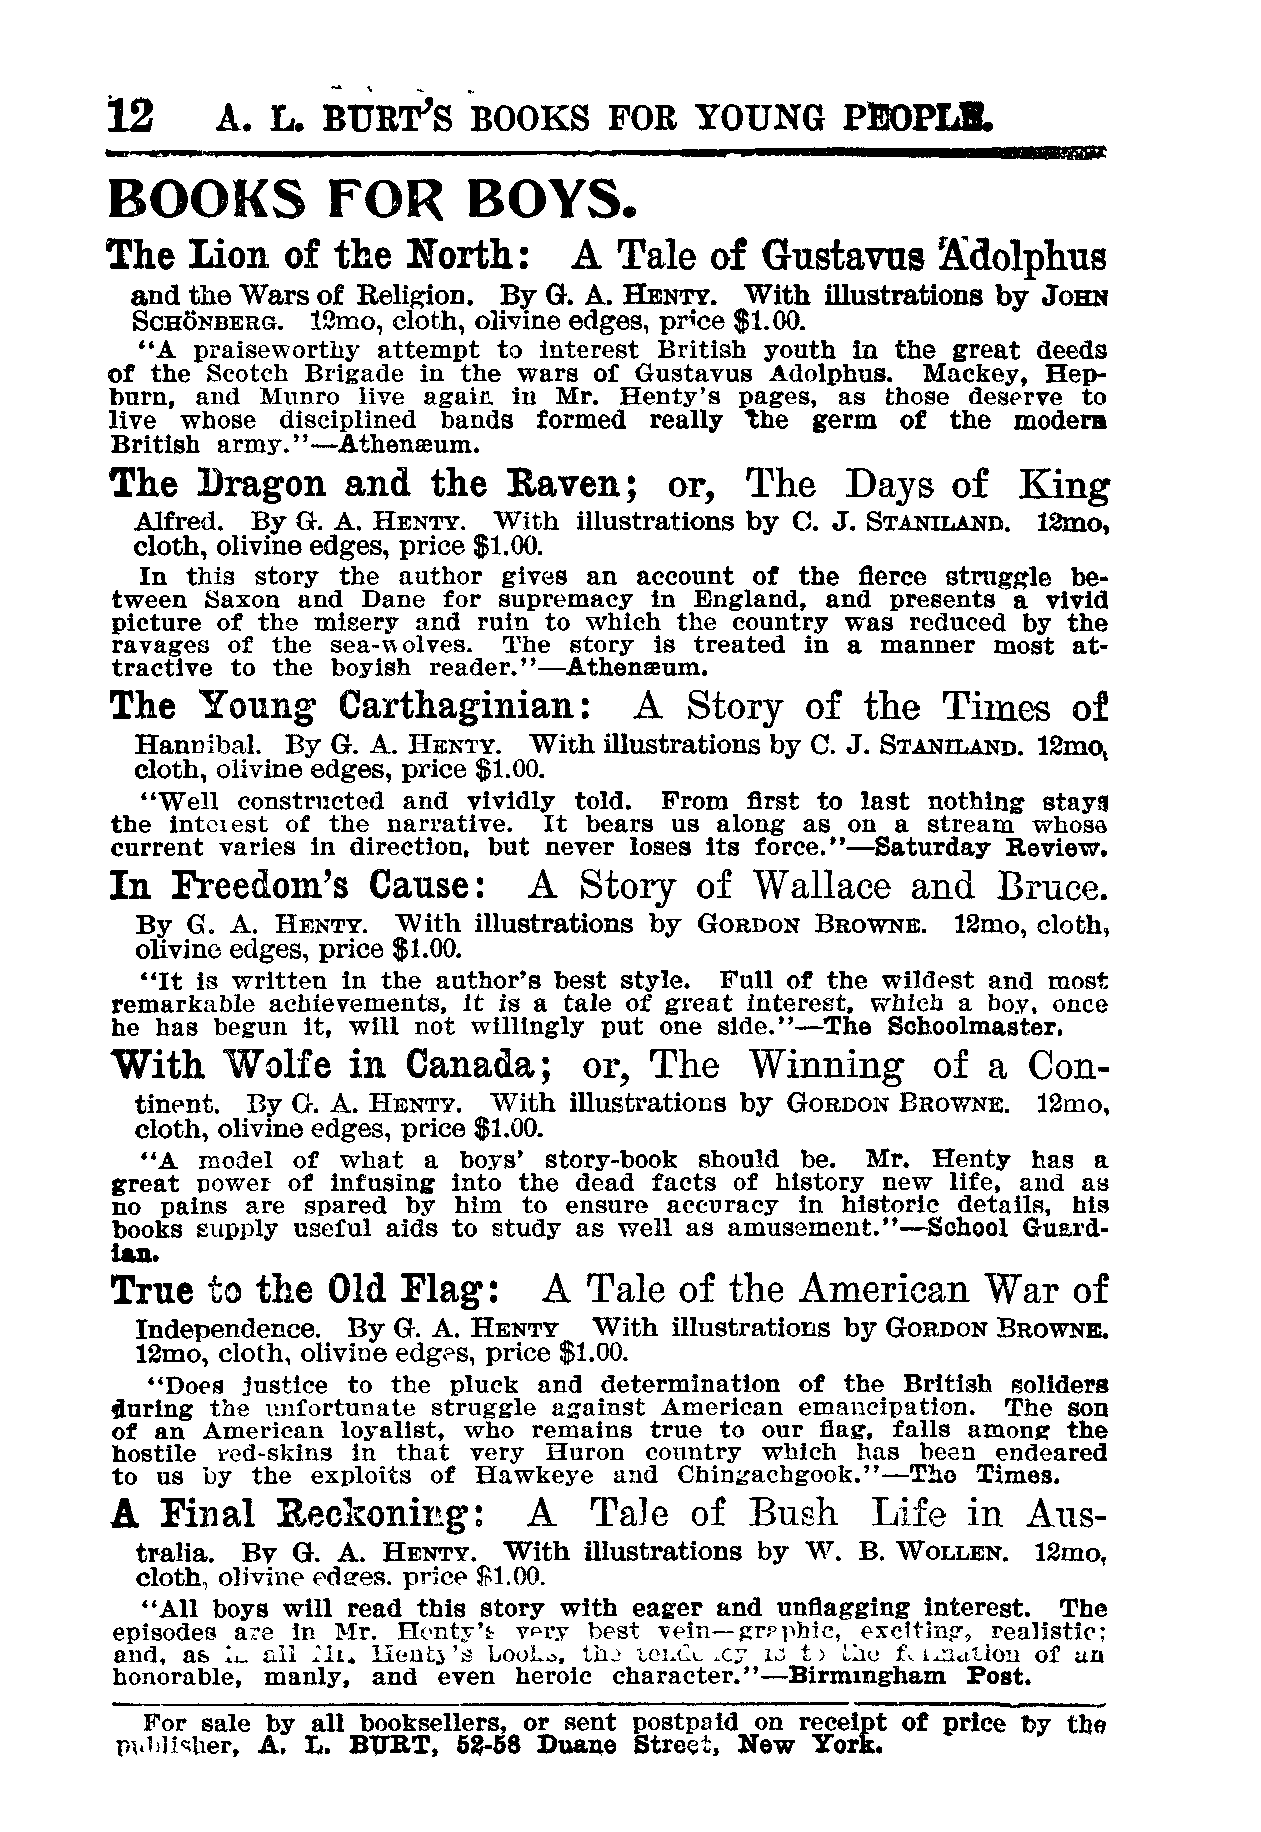 12 A. L. BURT'S BOOKS FOR YOUNG PEOPLE.
BOOKS FOR BOYS.
The Lion of the North: A Tale of Gustavus Adolphus
and the Wars of Religion. By G. A. HENTY. With illustrations by JOHN
SCHÖNBERG. 12mo, cloth, olivine edges, price $1.00.
"A praiseworthy attempt to interest British youth in the great deeds
of the Scotch Brigade in the wars of Gustavus Adolphus. Mackey, Hep-
burn, and Munro live again in Mr. Henty's pages, as those deserve to
live whose disciplined bands formed really the germ of the modern
British army."—Athenæum.
The Dragon and the Raven; or, The Days of King
Alfred. By G. A. HENTY. With illustrations by C. J. STANILAND. 12mo,
cloth, olivine edges, price $1.00.
In this story the author gives an account of the fierce struggle be-
tween Saxon and Dane for supremacy in England, and presents a vivid
picture of the misery and ruin to which the country was reduced by the
ravages of the sea-wolves. The story is treated in a manner most at-
tractive to the boyish reader."—Athenæum.
The Young Carthaginian: A Story of the Times of
Hannibal. By G. A. HENTY. With illustrations by C. J. STANILAND. 12mo,
cloth, olivine edges, price $1.00.
"Well constructed and vividly told. From first to last nothing stays
the interest of the narrative. It bears us along as on a stream whose
current varies in direction, but never loses its force."—Saturday Review.
In Freedom's Cause: A Story of Wallace and Bruce.
By G. A. HENTY. With illustrations by GORDON BROWNE. 12mo, cloth,
olivine edges, price $1.00.
"It is written in the author's best style. Full of the wildest and most
remarkable achievements, it is a tale of great interest, which a boy, once
he has begun it, will not willingly put one side."—The Schoolmaster.
With Wolfe in Canada; or, The Winning of a Con-
tinent. By G. A. HENTY. With illustrations by GORDON BROWNE. 12mo,
cloth, olivine edges, price $1.00.
"A model of what a boys' story-book should be. Mr. Henty has a
great power of infusing into the dead facts of history new life, and as
no pains are spared by him to ensure accuracy in historic details, his
books supply useful aids to study as well as amusement."—School Guard-
ian.
True to the Old Flag: A Tale of the American War of
Independence. By G. A. HENTY With illustrations by GORDON BROWNE.
12mo, cloth, olivine edges, price $1.00.
"Does justice to the pluck and determination of the British soliders
during the unfortunate struggle against American emancipation. The son
of an American loyalist, who remains true to our flag, falls among the
hostile red-skins in that very Huron country which has been endeared
to us by the exploits of Hawkeye and Chingachgook."—The Times.
A Final Reckoning: A Tale of Bush Life in Aus-
tralia. By G. A. HENTY. With illustrations by W. B. WOLLEN. 12mo,
cloth, olivine edges. price $1.00.
"All boys will read this story with eager and unflagging interest. The
episodes are in Mr. Henty's very best vein—graphic, exciting, realistic;
and, as in all Mr. Henty's books, the tendency is to the formation of an
honorable, manly, and even heroic character."—Birmingham Post.
For sale by all booksellers, or sent postpaid on receipt of price by the
publisher, A. L. BURT, 52-58 Duane Street, New York.